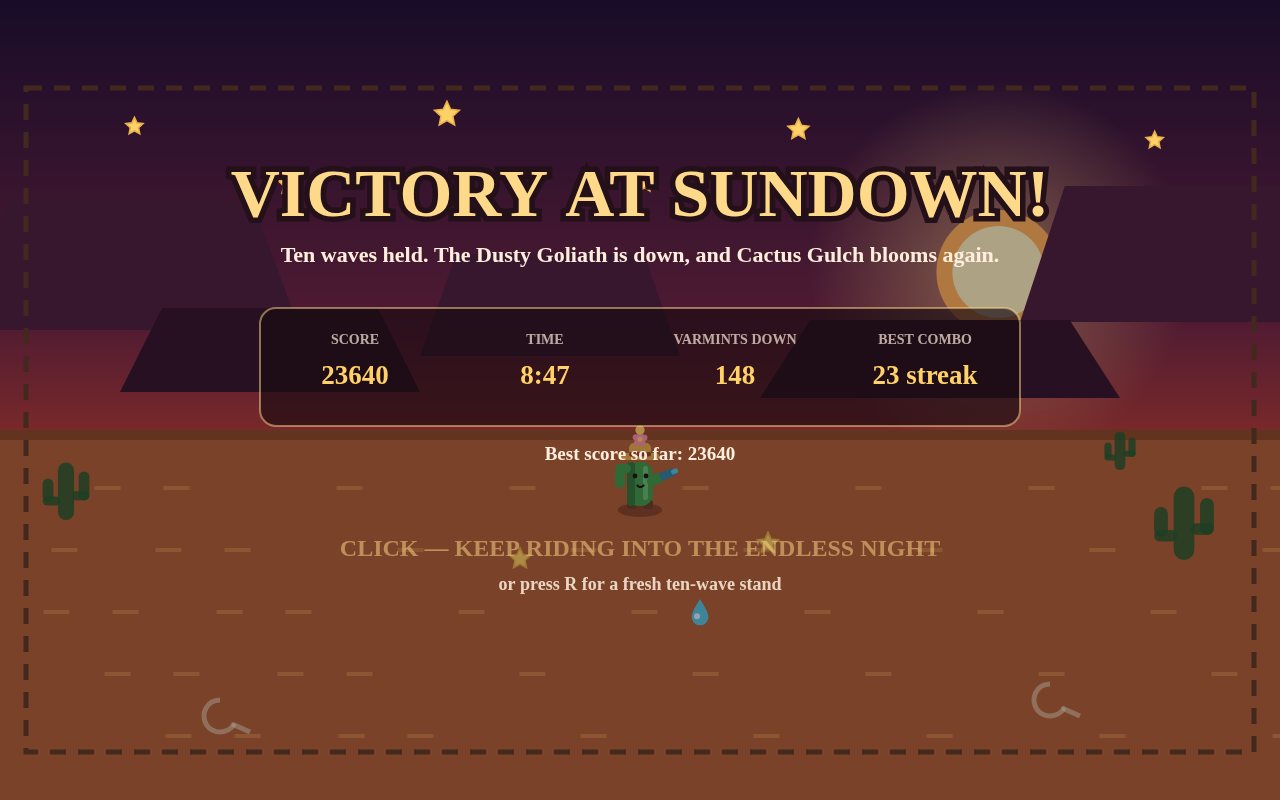 VICTORY AT SUNDOWN!
Ten waves held. The Dusty Goliath is down, and Cactus Gulch blooms again.
SCORE TIME VARMINTS DOWN BEST COMBO
23640 8:47 148 23 streak
Best score so far: 23640
CLICK — KEEP RIDING INTO THE ENDLESS NIGHT
or press R for a fresh ten-wave stand